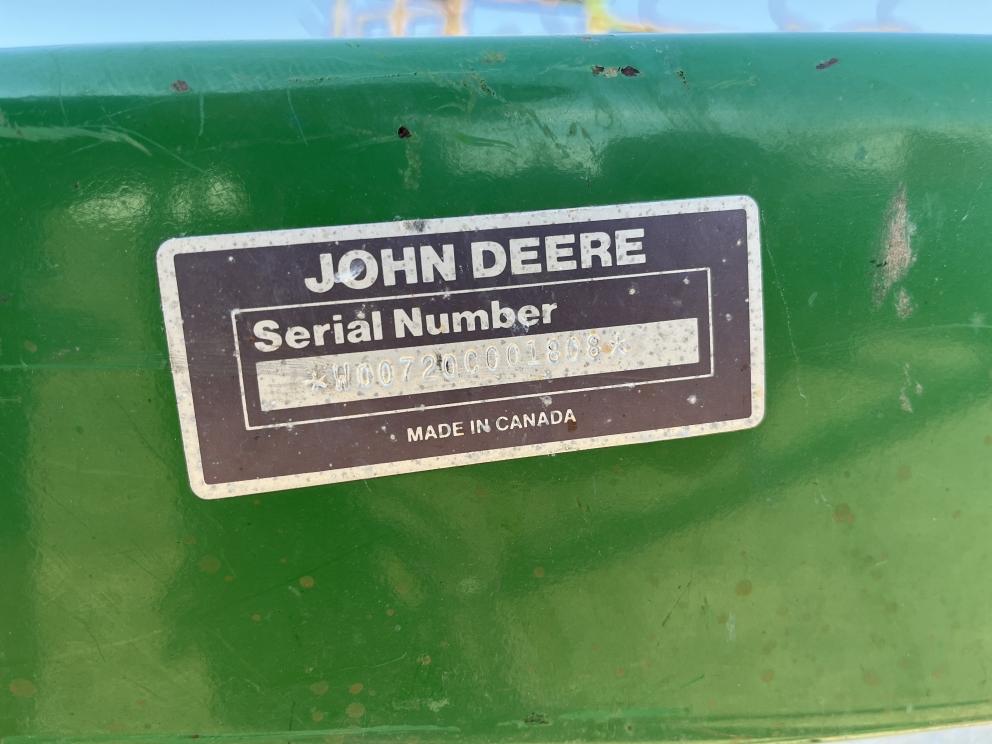 JOHN DEERE
Serial Number
*W00720C001808*
MADE IN CANADA